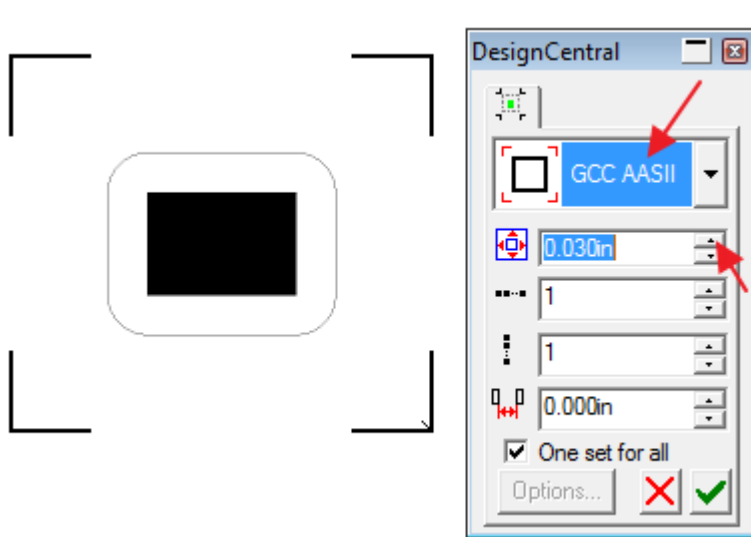 DesignCentral
GCC AASII
0.030in
1
1
0.000in
One set for all
Options...